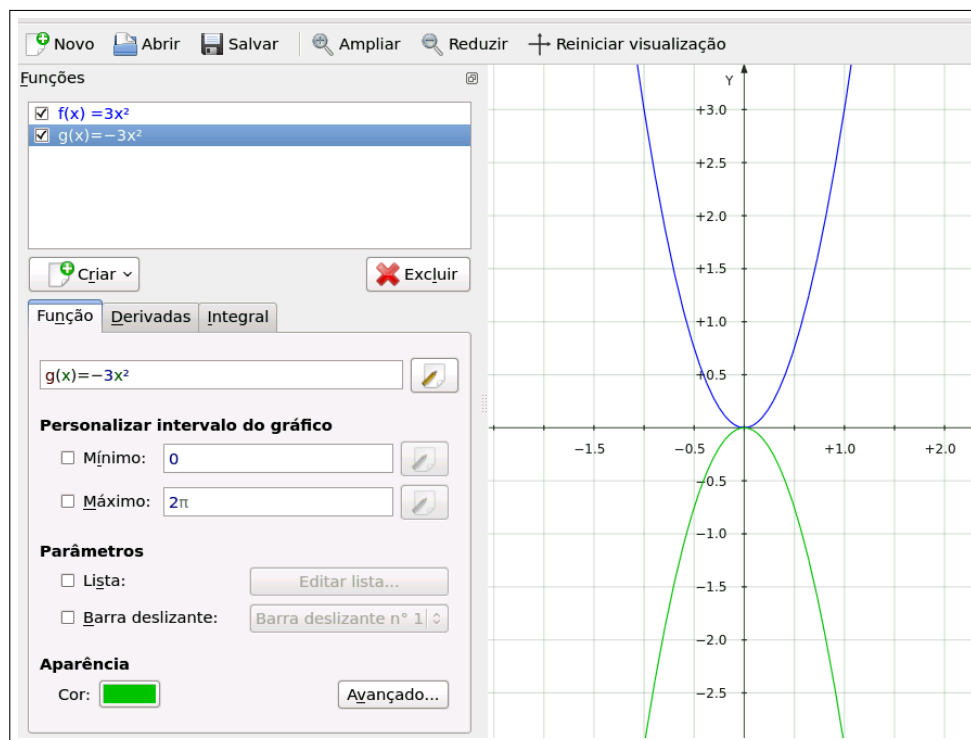 Novo Abrir Salvar Ampliar Reduzir Reiniciar visualização
Funções
f(x) =3x²
g(x)=−3x²
Criar Excluir
Função Derivadas Integral
g(x)=−3x²
Personalizar intervalo do gráfico
Mínimo: 0
Máximo: 2π
Parâmetros
Lista: Editar lista...
Barra deslizante: Barra deslizante n° 1
Aparência
Cor: Avançado...
Y
+3.0
+2.5
+2.0
+1.5
+1.0
+0.5
−1.5 −0.5 +1.0 +2.0
−0.5
−1.0
−1.5
−2.0
−2.5